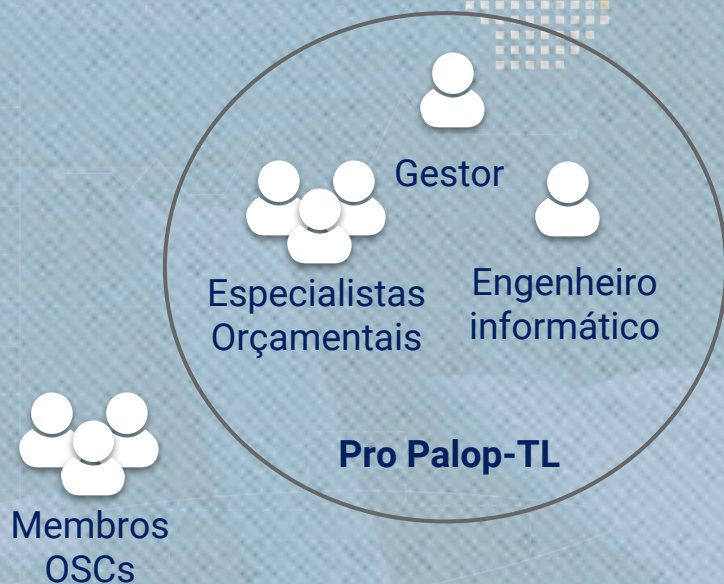 Gestor
Especialistas
Orçamentais
Engenheiro
informático
Pro Palop-TL
Membros
OSCs